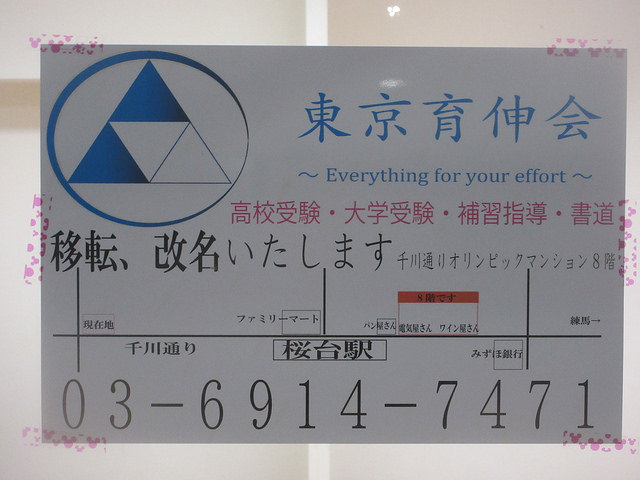 東京育伸会
～ Everything for your effort ～
高校受験・大学受験・補習指導・書道
移転、改名いたします 千川通りオリンピックマンション8階
8階です
現在地
ファミリーマート
パン屋さん 電気屋さん ワイン屋さん
練馬→
千川通り
桜台駅
みずほ銀行
03-6914-7471